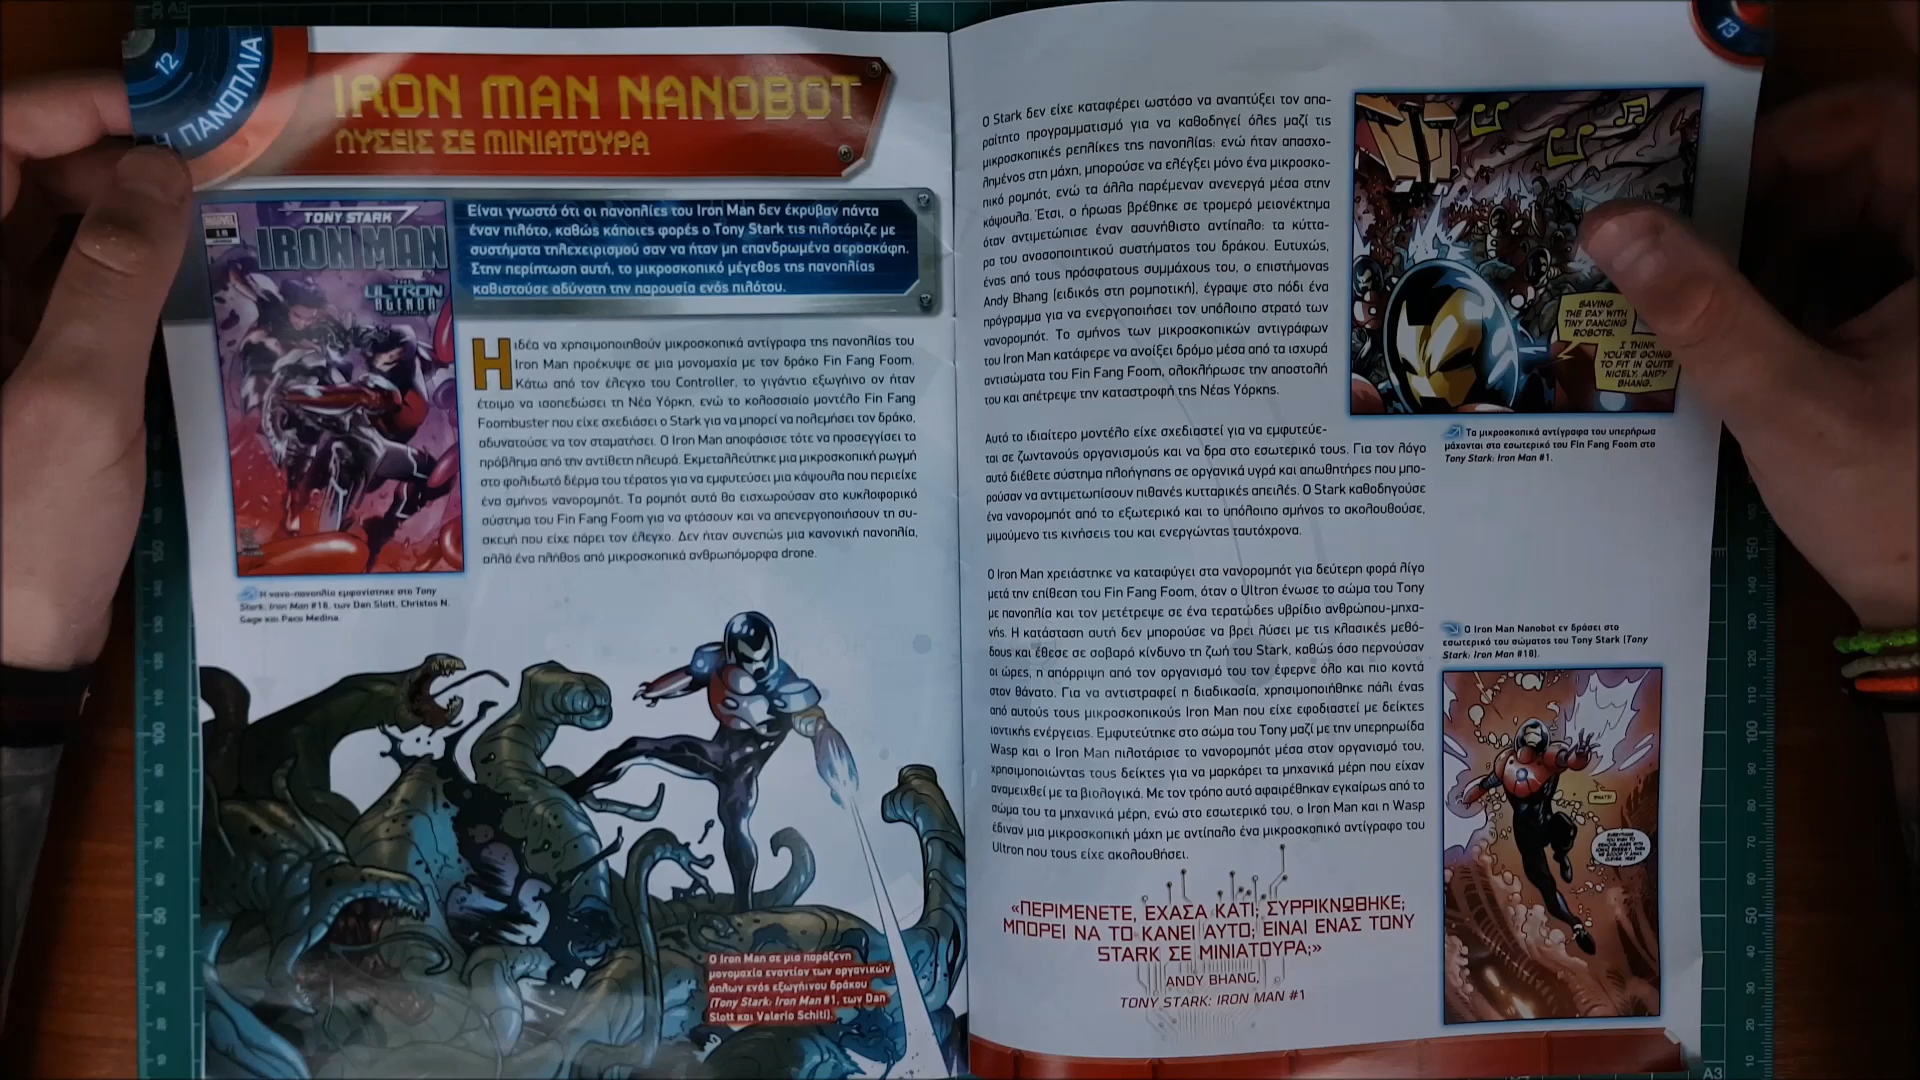 12
Η ΠΑΝΟΠΛΙΑ
IRON MAN NANOBOT
ΛΥΣΕΙΣ ΣΕ ΜΙΝΙΑΤΟΥΡΑ
MARVEL
18
TONY STARK
IRON MAN
THE
ULTRON
AGENDA
Είναι γνωστό ότι οι πανοπλίες του Iron Man δεν έκρυβαν πάντα
έναν πιλότο, καθώς κάποιες φορές ο Tony Stark τις πιλοτάριζε με
συστήματα τηλεχειρισμού σαν να ήταν μη επανδρωμένα αεροσκάφη.
Στην περίπτωση αυτή, το μικροσκοπικό μέγεθος της πανοπλίας
καθιστούσε αδύνατη την παρουσία ενός πιλότου.
Η ιδέα να χρησιμοποιηθούν μικροσκοπικά αντίγραφα της πανοπλίας του
Iron Man προέκυψε σε μια μονομαχία με τον δράκο Fin Fang Foom.
Κάτω από τον έλεγχο του Controller, το γιγάντιο εξωγήινο ον ήταν
έτοιμο να ισοπεδώσει τη Νέα Υόρκη, ενώ το κολοσσιαίο μοντέλο Fin Fang
Foombuster που είχε σχεδιάσει ο Stark για να μπορεί να πολεμήσει τον δράκο,
αδυνατούσε να τον σταματήσει. Ο Iron Man αποφάσισε τότε να προσεγγίσει το
πρόβλημα από την αντίθετη πλευρά. Εκμεταλλεύτηκε μια μικροσκοπική ρωγμή
στο φολιδωτό δέρμα του τέρατος για να εμφυτεύσει μια κάψουλα που περιείχε
ένα σμήνος νανορομπότ. Τα ρομπότ αυτά θα εισχωρούσαν στο κυκλοφορικό
σύστημα του Fin Fang Foom για να φτάσουν και να απενεργοποιήσουν τη συ-
σκευή που είχε πάρει τον έλεγχο. Δεν ήταν συνεπώς μια κανονική πανοπλία,
αλλά ένα πλήθος από μικροσκοπικά ανθρωπόμορφα drone.
Η νανο-πανοπλία εμφανίστηκε στο Tony
Stark: Iron Man #18, των Dan Slott, Christos N.
Gage και Paco Medina.
Ο Iron Man σε μια παράξενη
μονομαχία εναντίον των οργανικών
όπλων ενός εξωγήινου δράκου
(Tony Stark: Iron Man #1, των Dan
Slott και Valerio Schiti).
13
Ο Stark δεν είχε καταφέρει ωστόσο να αναπτύξει τον απα-
ραίτητο προγραμματισμό για να καθοδηγεί όλες μαζί τις
μικροσκοπικές ρεπλίκες της πανοπλίας: ενώ ήταν απασχο-
λημένος στη μάχη, μπορούσε να ελέγξει μόνο ένα μικροσκο-
πικό ρομπότ, ενώ τα άλλα παρέμεναν ανενεργά μέσα στην
κάψουλα. Έτσι, ο ήρωας βρέθηκε σε τρομερό μειονέκτημα
όταν αντιμετώπισε έναν ασυνήθιστο αντίπαλο: τα κύττα-
ρα του ανοσοποιητικού συστήματος του δράκου. Ευτυχώς,
ένας από τους πρόσφατους συμμάχους του, ο επιστήμονας
Andy Bhang (ειδικός στη ρομποτική), έγραψε στο πόδι ένα
πρόγραμμα για να ενεργοποιήσει τον υπόλοιπο στρατό των
νανορομπότ. Το σμήνος των μικροσκοπικών αντιγράφων
του Iron Man κατάφερε να ανοίξει δρόμο μέσα από τα ισχυρά
αντισώματα του Fin Fang Foom, ολοκλήρωσε την αποστολή
του και απέτρεψε την καταστροφή της Νέας Υόρκης.
Αυτό το ιδιαίτερο μοντέλο είχε σχεδιαστεί για να εμφυτεύε-
ται σε ζωντανούς οργανισμούς και να δρα στο εσωτερικό τους. Για τον λόγο
αυτό διέθετε σύστημα πλοήγησης σε οργανικά υγρά και απωθητήρες που μπο-
ρούσαν να αντιμετωπίσουν πιθανές κυτταρικές απειλές. Ο Stark καθοδηγούσε
ένα νανορομπότ από το εξωτερικό και το υπόλοιπο σμήνος το ακολουθούσε,
μιμούμενο τις κινήσεις του και ενεργώντας ταυτόχρονα.
Ο Iron Man χρειάστηκε να καταφύγει στα νανορομπότ για δεύτερη φορά λίγο
μετά την επίθεση του Fin Fang Foom, όταν ο Ultron ένωσε το σώμα του Tony
με πανοπλία και τον μετέτρεψε σε ένα τερατώδες υβρίδιο ανθρώπου-μηχα-
νής. Η κατάσταση αυτή δεν μπορούσε να βρει λύσει με τις κλασικές μεθό-
δους και έθεσε σε σοβαρό κίνδυνο τη ζωή του Stark, καθώς όσο περνούσαν
οι ώρες, η απόρριψη από τον οργανισμό του τον έφερνε όλο και πιο κοντά
στον θάνατο. Για να αντιστραφεί η διαδικασία, χρησιμοποιήθηκε πάλι ένας
από αυτούς τους μικροσκοπικούς Iron Man που είχε εφοδιαστεί με δείκτες
ιοντικής ενέργειας. Εμφυτεύτηκε στο σώμα του Tony μαζί με την υπερηρωίδα
Wasp και ο Iron Man πιλοτάρισε το νανορομπότ μέσα στον οργανισμό του,
χρησιμοποιώντας τους δείκτες για να μαρκάρει τα μηχανικά μέρη που είχαν
αναμειχθεί με τα βιολογικά. Με τον τρόπο αυτό αφαιρέθηκαν εγκαίρως από το
σώμα του τα μηχανικά μέρη, ενώ στο εσωτερικό του, ο Iron Man και η Wasp
έδιναν μια μικροσκοπική μάχη με αντίπαλο ένα μικροσκοπικό αντίγραφο του
Ultron που τους είχε ακολουθήσει.
«ΠΕΡΙΜΕΝΕΤΕ, ΕΧΑΣΑ ΚΑΤΙ; ΣΥΡΡΙΚΝΩΘΗΚΕ;
ΜΠΟΡΕΙ ΝΑ ΤΟ ΚΑΝΕΙ ΑΥΤΟ; ΕΙΝΑΙ ΕΝΑΣ TONY
STARK ΣΕ ΜΙΝΙΑΤΟΥΡΑ;»
ANDY BHANG,
TONY STARK: IRON MAN #1
SAVING
THE DAY WITH
TINY DANCING
ROBOTS.
I THINK
YOU'RE GOING
TO FIT IN QUITE
NICELY, ANDY
BHANG.
Τα μικροσκοπικά αντίγραφα του υπερήρωα
μάχονται στο εσωτερικό του Fin Fang Foom στο
Tony Stark: Iron Man #1.
Ο Iron Man Nanobot εν δράσει στο
εσωτερικό του σώματος του Tony Stark (Tony
Stark: Iron Man #18).
A3